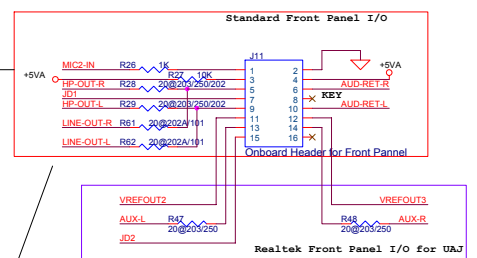 Standard Front Panel I/O
J11
+5VA
+5VA
MIC2-IN R26 1K
R27 10K
HP-OUT-R R28 20@203/250/202
JD1
HP-OUT-L R29 20@203/250/202
LINE-OUT-R R61 20@202A/101
LINE-OUT-L R62 20@202A/101
1 2
3 4
5 6
7 8
9 10
11 12
13 14
15 16
AUD-RET-R
KEY
AUD-RET-L
Onboard Header for Front Pannel
VREFOUT2 VREFOUT3
AUX-L R47 R48 AUX-R
20@203/250 20@203/250
JD2
Realtek Front Panel I/O for UAJ